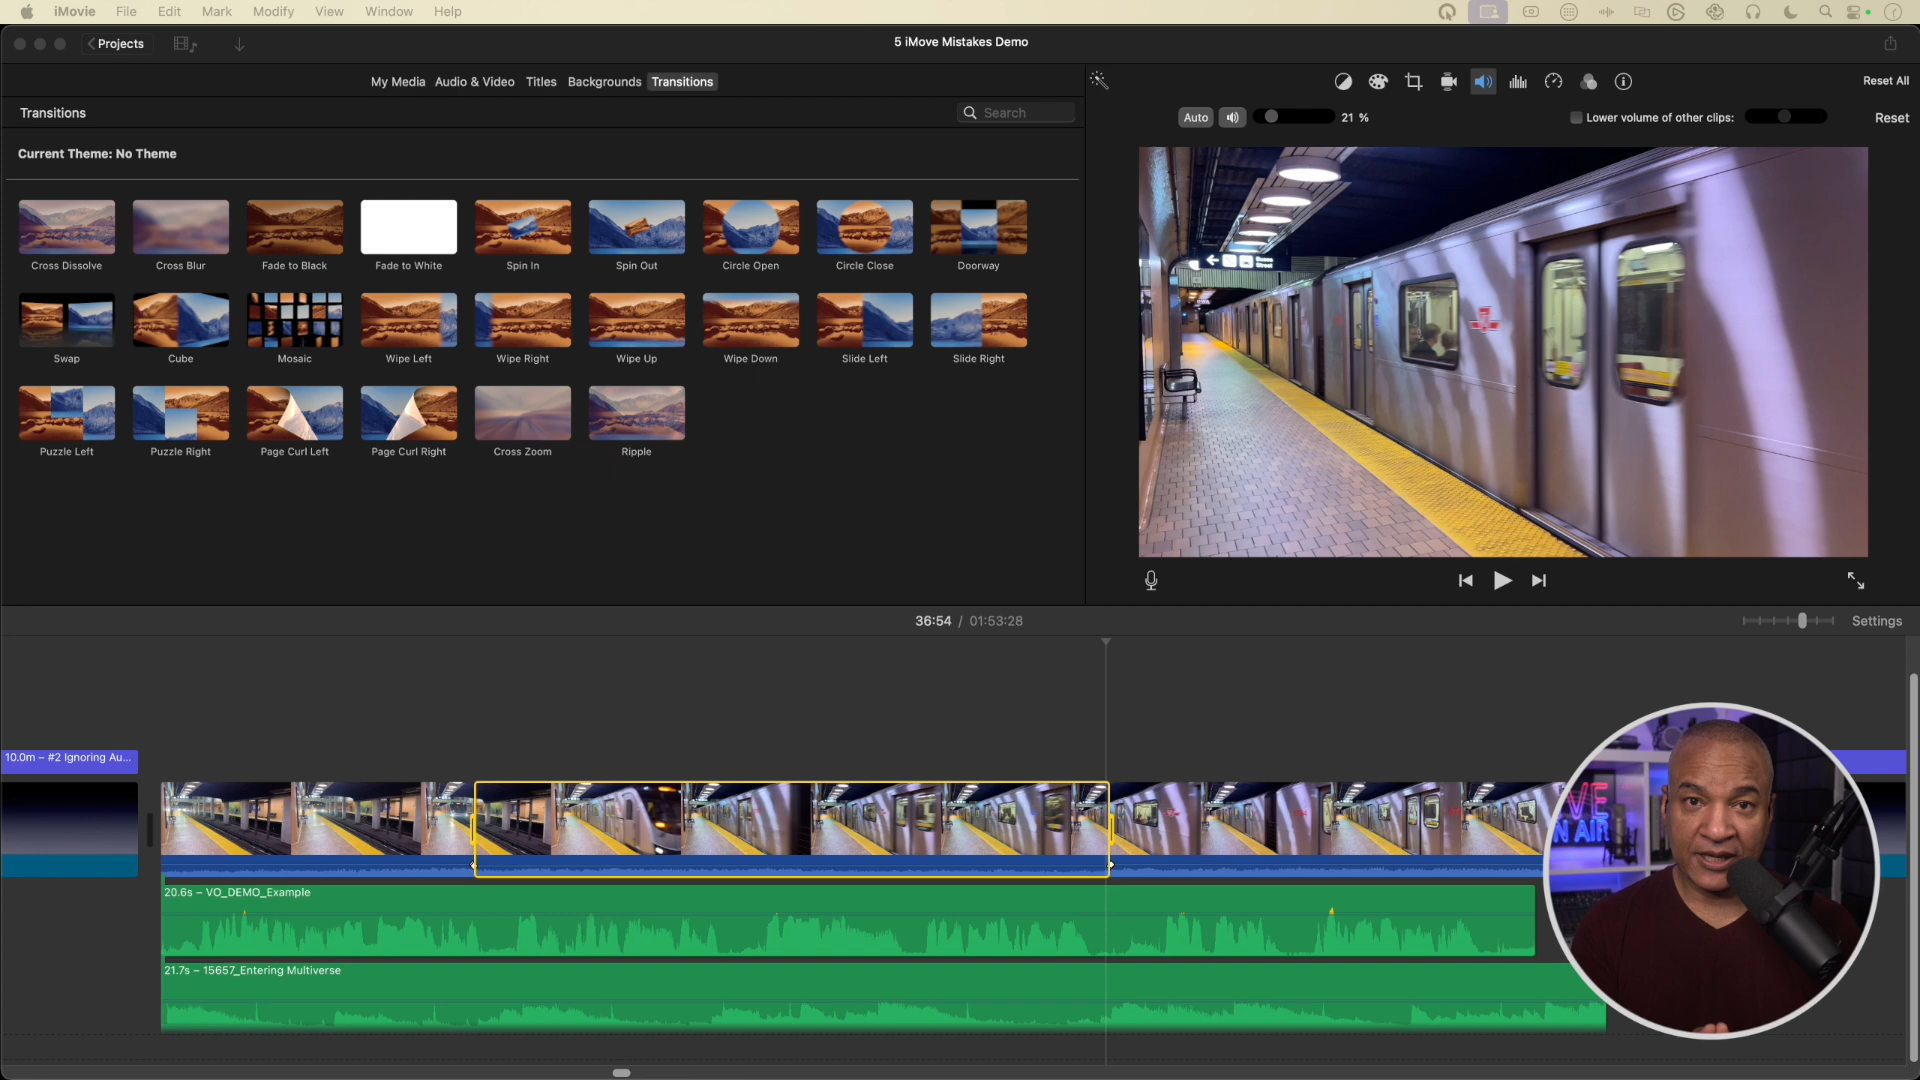 iMovie File Edit Mark Modify View Window Help
Projects
5 iMove Mistakes Demo
My Media Audio & Video Titles Backgrounds Transitions
Reset All
Transitions
Search
Auto
21 %
Lower volume of other clips:
Reset
Current Theme: No Theme
Cross Dissolve Cross Blur Fade to Black Fade to White Spin In Spin Out Circle Open Circle Close Doorway
Swap Cube Mosaic Wipe Left Wipe Right Wipe Up Wipe Down Slide Left Slide Right
Puzzle Left Puzzle Right Page Curl Left Page Curl Right Cross Zoom Ripple
36:54 / 01:53:28
Settings
10.0m – #2 Ignoring Au...
20.6s – VO_DEMO_Example
21.7s – 15657_Entering Multiverse
VE
N AIR